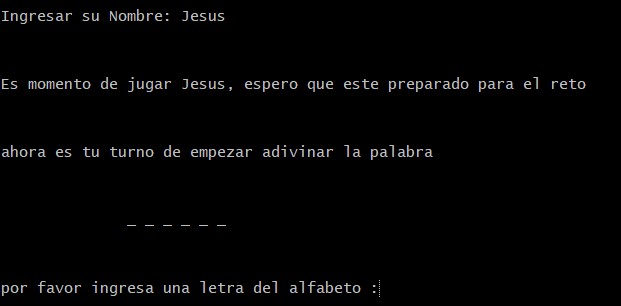 Ingresar su Nombre: Jesus
Es momento de jugar Jesus, espero que este preparado para el reto
ahora es tu turno de empezar adivinar la palabra
_ _ _ _ _ _
por favor ingresa una letra del alfabeto :